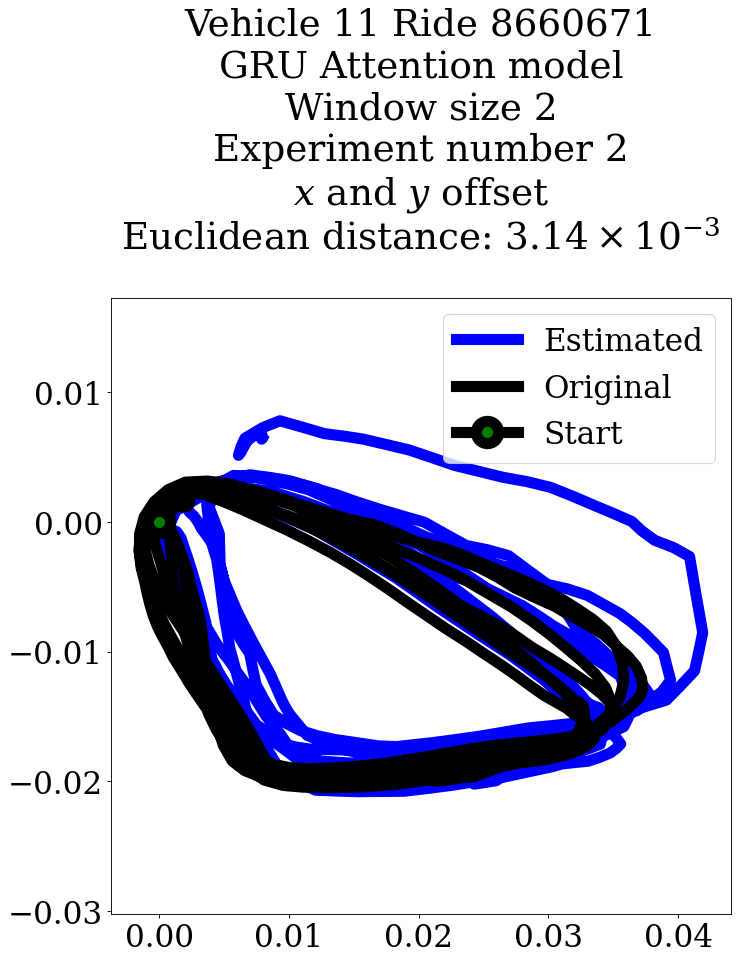 Vehicle 11 Ride 8660671
GRU Attention model
Window size 2
Experiment number 2
x and y offset
Euclidean distance: 3.14 × 10⁻³
Estimated
Original
Start
0.01
0.00
−0.01
−0.02
−0.03
0.00 0.01 0.02 0.03 0.04